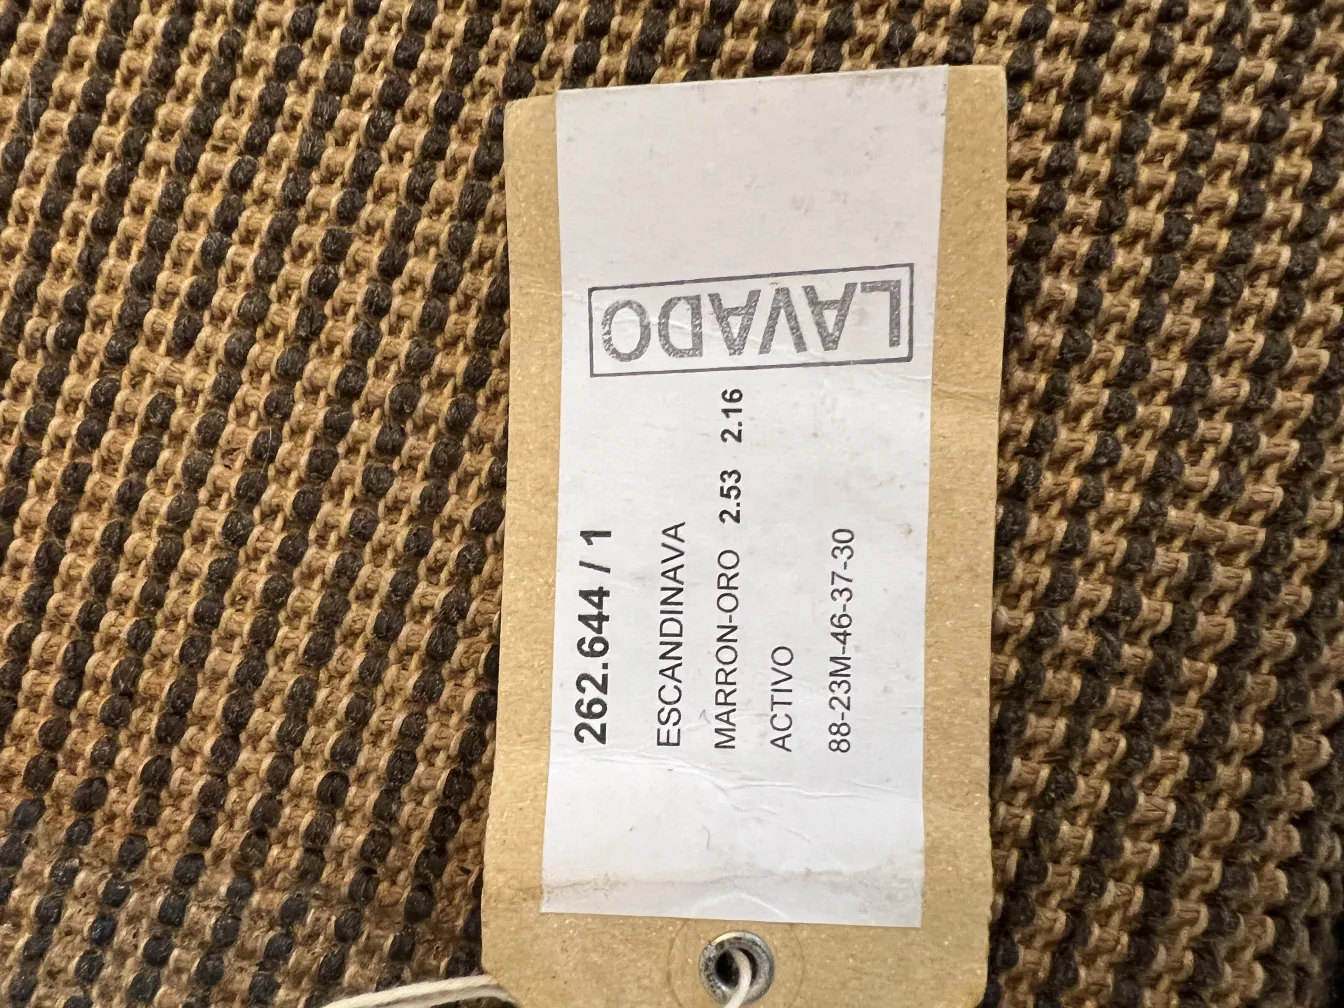 262.644 / 1
ESCANDINAVA
MARRON-ORO 2.53 2.16
ACTIVO
88-23M-46-37-30
LAVADO